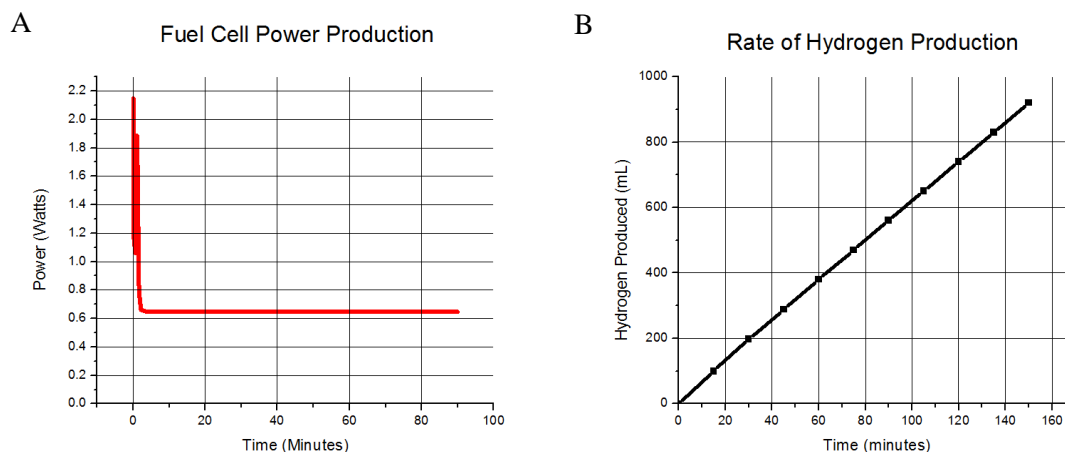 A
Fuel Cell Power Production
2.2
2.0
1.8
1.6
1.4
1.2
1.0
0.8
0.6
0.4
0.2
0.0
Power (Watts)
0 20 40 60 80 100
Time (Minutes)
B
Rate of Hydrogen Production
1000
800
600
400
200
0
Hydrogen Produced (mL)
0 20 40 60 80 100 120 140 160
Time (minutes)